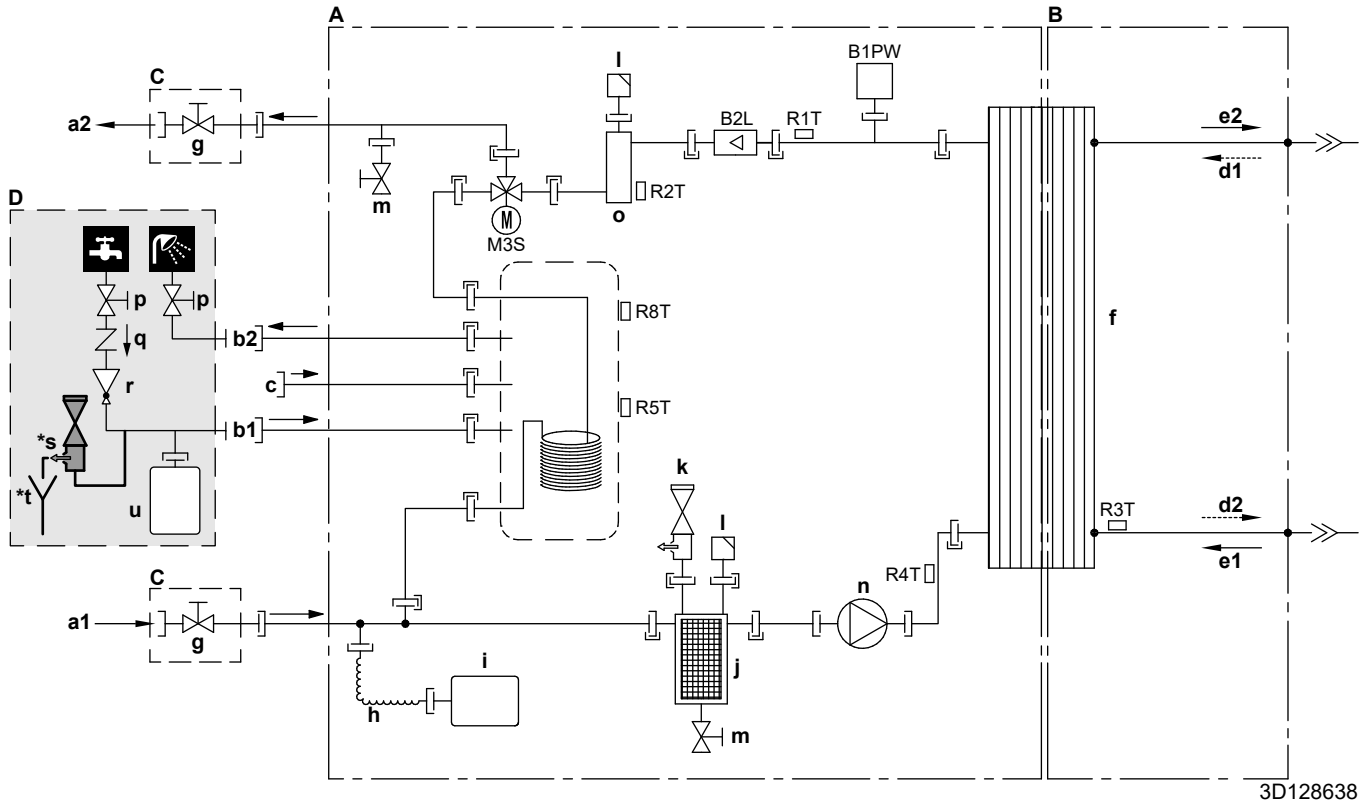 A
B
B1PW
C
l
a2
g
m
B2L
R1T
e2
d1
D
R2T
o
M
M3S
p
p
R8T
f
q
b2
r
c
R5T
*s
b1
k
*t
u
l
R3T
d2
C
R4T
n
e1
a1
g
i
j
h
m
3D128638